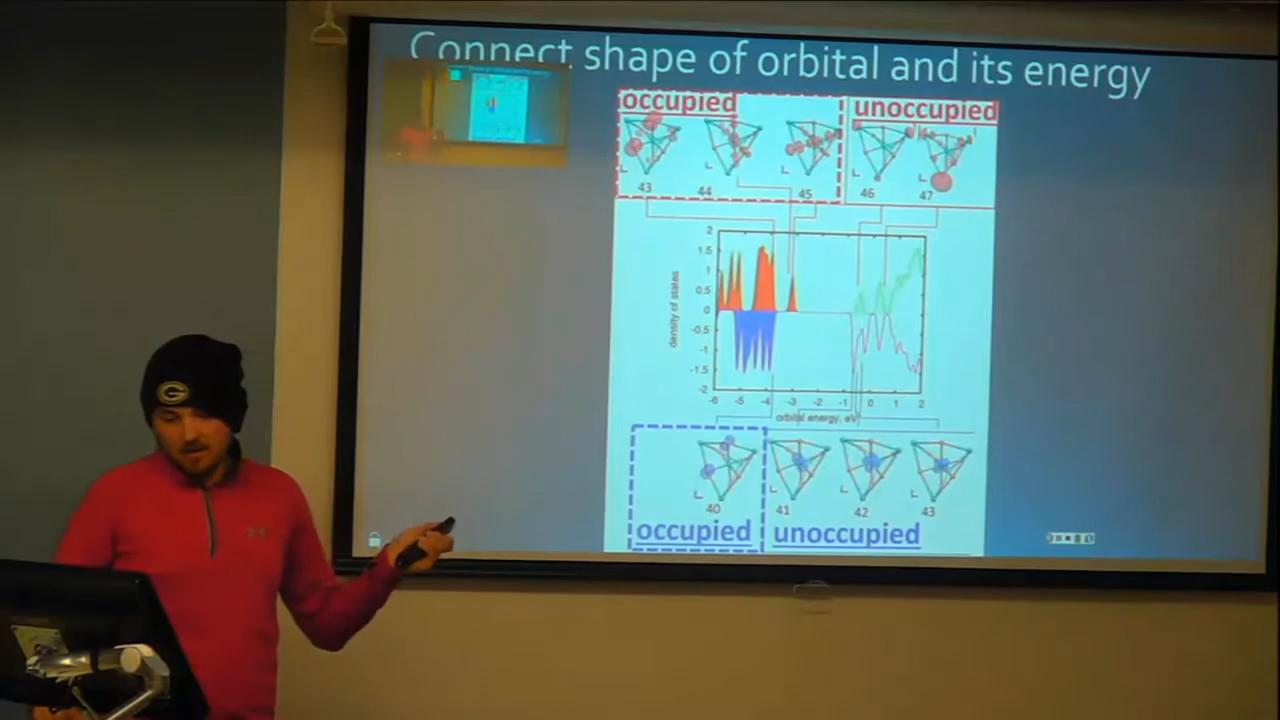 Connect shape of orbital and its energy
occupied unoccupied
43 44 45 46 47
2
1.5
1
0.5
0
-0.5
-1
-1.5
-2
density of states
-6 -5 -4 -3 -2 -1 0 1 2
orbital energy, eV
40 41 42 43
occupied unoccupied
G